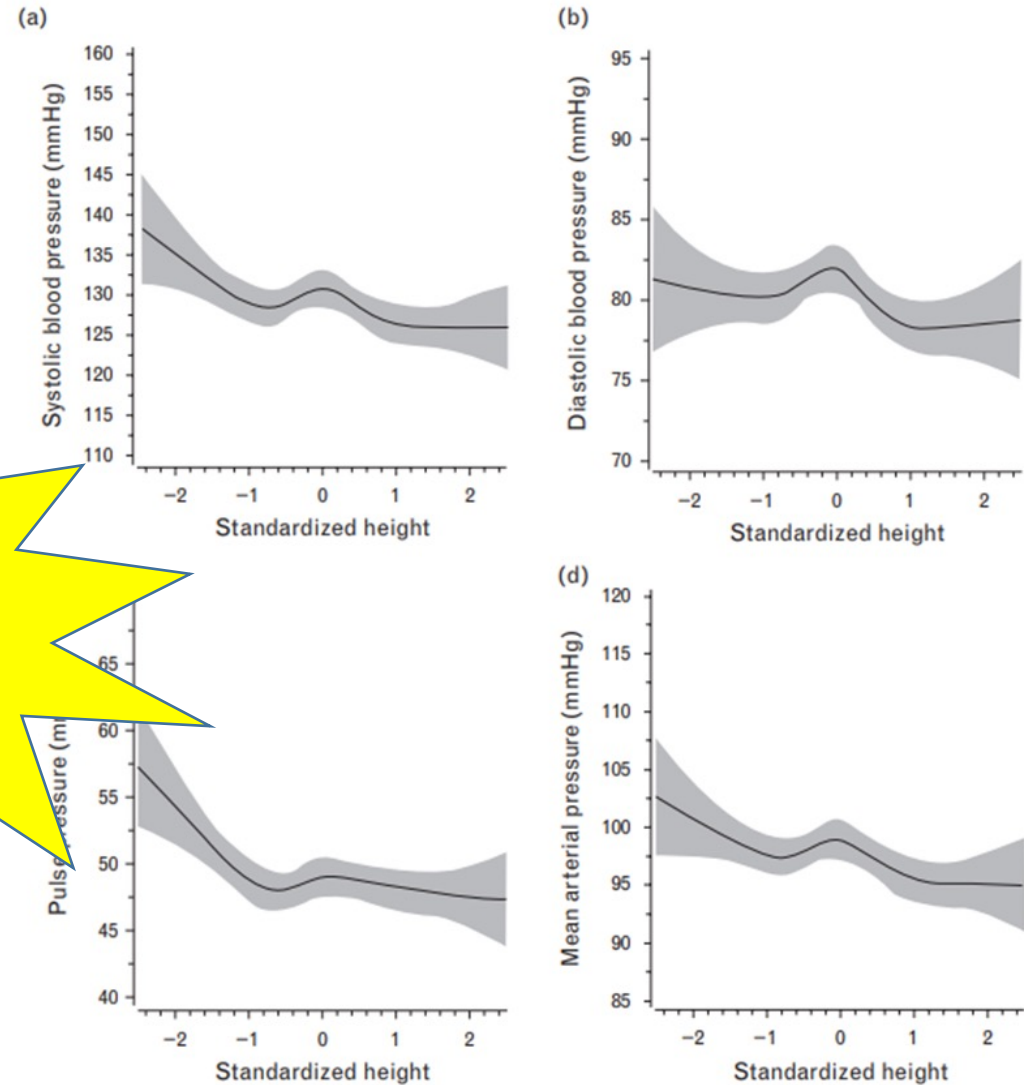 (a)
160
155
150
145
140
135
130
125
120
115
110
Systolic blood pressure (mmHg)
−2 −1 0 1 2
Standardized height
(b)
95
90
85
80
75
70
Diastolic blood pressure (mmHg)
−2 −1 0 1 2
Standardized height
65
60
55
50
45
40
−2 −1 0 1 2
Standardized height
(d)
120
115
110
105
100
95
90
85
Mean arterial pressure (mmHg)
−2 −1 0 1 2
Standardized height